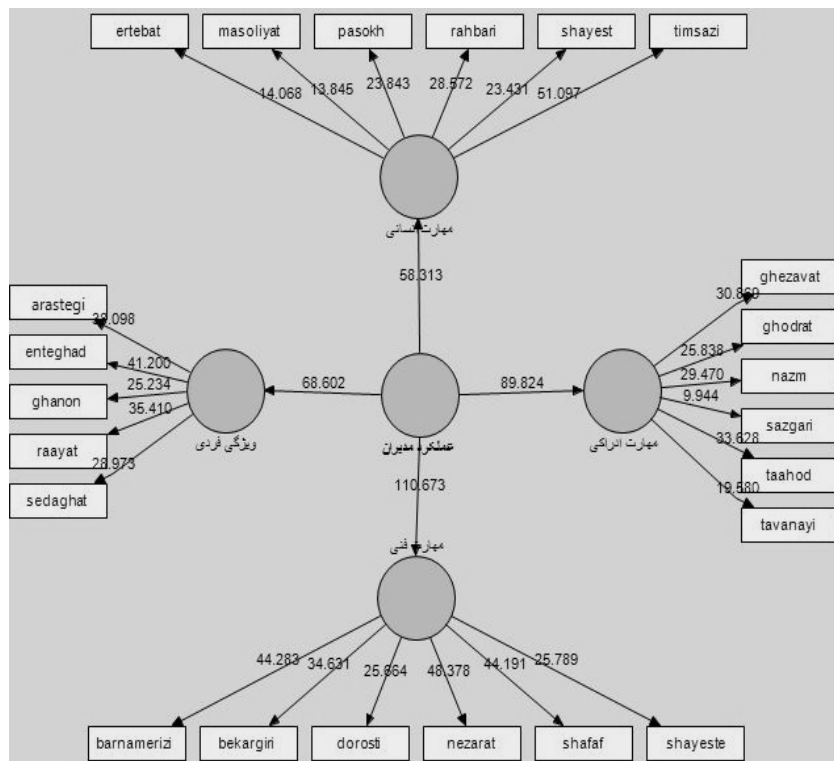 ertebat masoliyat pasokh rahbari shayest timsazi
14.068 13.845 23.843 28.572 23.431 51.097
مهارت انسانی
58.313
ghezavat
30.869
arastegi
ghodrat
25.838
enteghad
41.200
nazm
29.470
ghanon
25.234
68.602
89.824
9.944
sazgari
raayat
35.410
ویژگی فردی
عملکرد مدیران
مهارت ادراکی
33.628
taahod
sedaghat
28.973
110.673
19.580
tavanayi
مهارت فنی
44.283 34.631 25.664 48.378 44.191 25.789
barnamerizi bekargiri dorosti nezarat shafaf shayeste